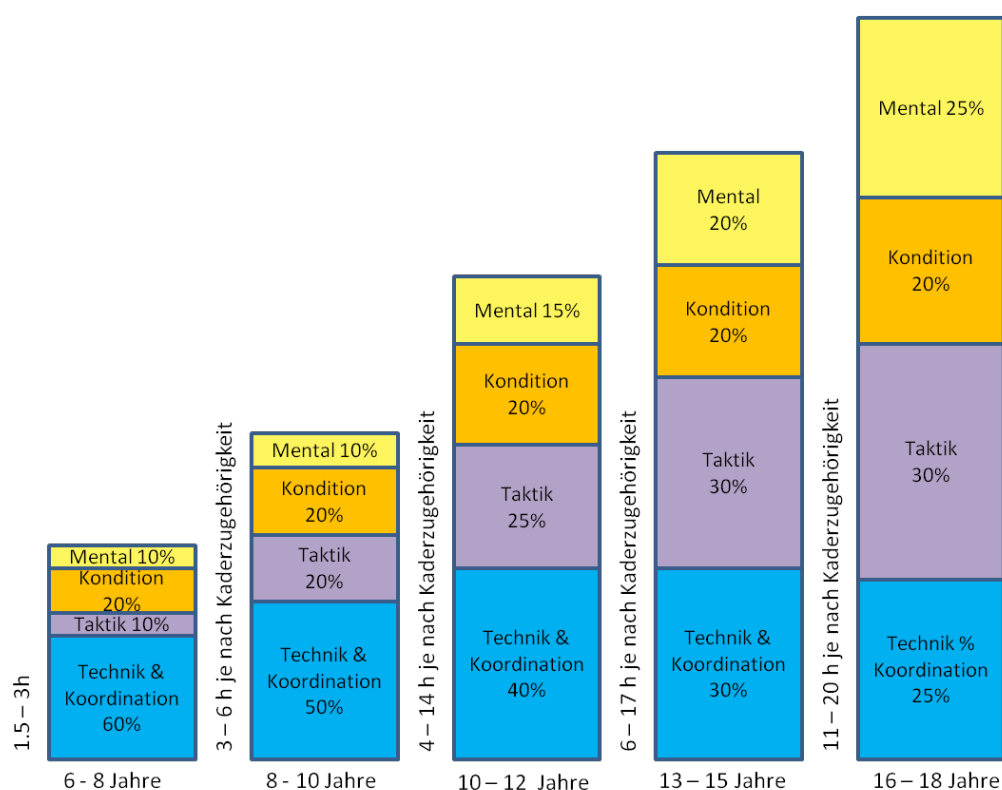 1.5 – 3h
Mental 10%
Kondition
20%
Taktik 10%
Technik &
Koordination
60%
6 - 8 Jahre
3 – 6 h je nach Kaderzugehörigkeit
Mental 10%
Kondition
20%
Taktik
20%
Technik &
Koordination
50%
8 - 10 Jahre
4 – 14 h je nach Kaderzugehörigkeit
Mental 15%
Kondition
20%
Taktik
25%
Technik &
Koordination
40%
10 – 12 Jahre
6 – 17 h je nach Kaderzugehörigkeit
Mental
20%
Kondition
20%
Taktik
30%
Technik &
Koordination
30%
13 – 15 Jahre
11 – 20 h je nach Kaderzugehörigkeit
Mental 25%
Kondition
20%
Taktik
30%
Technik %
Koordination
25%
16 – 18 Jahre